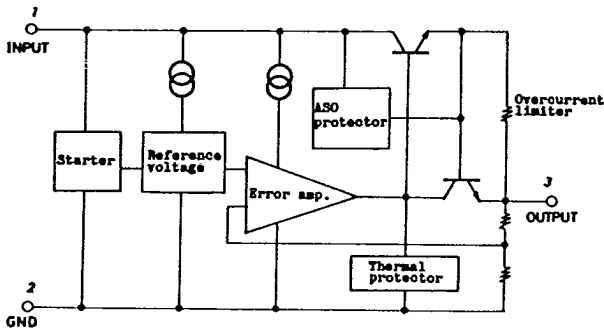 1
INPUT
ASO
protector
Overcurrent
limiter
Starter
Reference
voltage
Error amp.
3
OUTPUT
Thermal
protector
2
GND